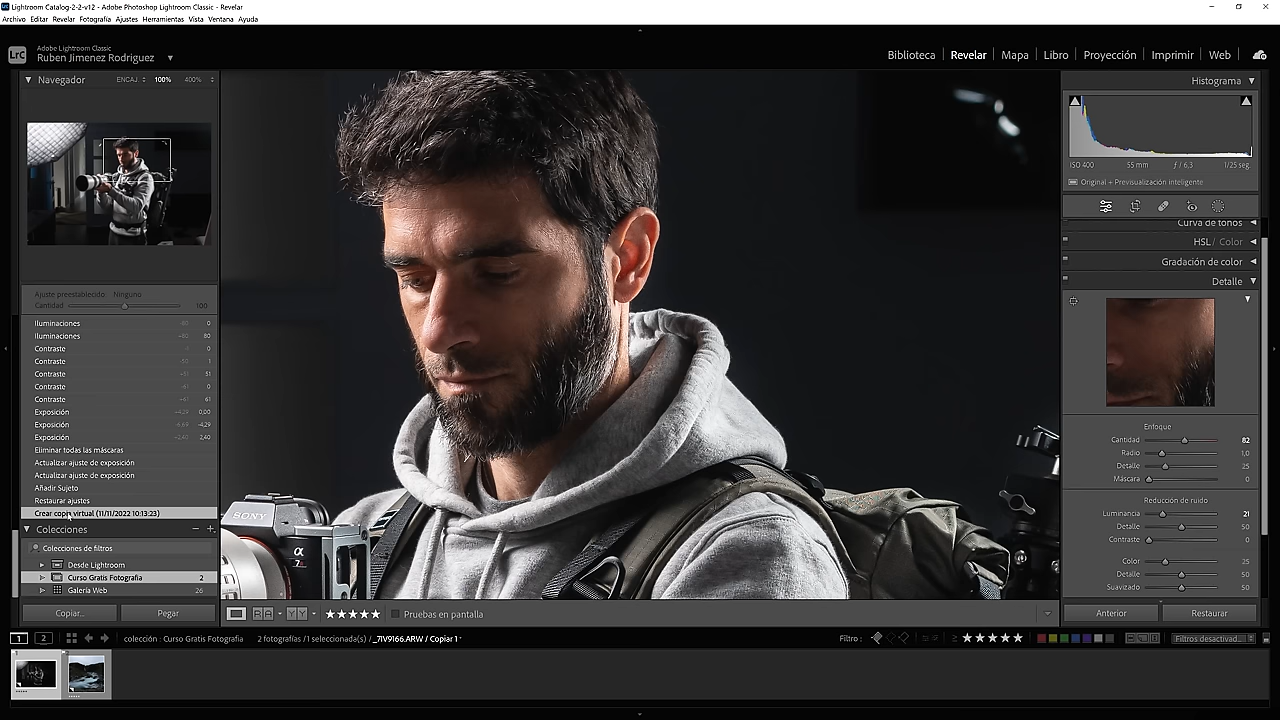 Lightroom Catalog-2-2-v12 - Adobe Photoshop Lightroom Classic - Revelar
Archivo Editar Revelar Fotografía Ajustes Herramientas Vista Ventana Ayuda
LrC
Adobe Lightroom Classic
Ruben Jimenez Rodriguez
Biblioteca | Revelar | Mapa | Libro | Proyección | Imprimir | Web
Navegador ENCAJ. 100% 400%
Histograma
ISO 400 55 mm ƒ / 6,3 1/25 seg.
Original + Previsualización inteligente
Curva de tonos
HSL / Color
Gradación de color
Detalle
Ajuste preestablecido Ninguno
Cantidad 100
Iluminaciones -80 0
Iluminaciones +80 80
Contraste 0
Contraste 1
Contraste 51
Contraste 0
Contraste 61
Exposición 0,00
Exposición -4,29
Exposición 2,40
Eliminar todas las máscaras
Actualizar ajuste de exposición
Actualizar ajuste de exposición
Añadir Sujeto
Restaurar ajustes
Crear copia virtual (11/11/2022 10:13:23)
Colecciones
Colecciones de filtros
Desde Lightroom
Curso Gratis Fotografía 2
Galería Web 26
Copiar... Pegar
SONY
α
7
Enfoque
Cantidad 82
Radio 1,0
Detalle 25
Máscara 0
Reducción de ruido
Luminancia 21
Detalle 50
Contraste 0
Color 25
Detalle 50
Suavizado 50
RA YY ★★★★★ Pruebas en pantalla
Anterior Restaurar
1 2 colección : Curso Gratis Fotografía 2 fotografías /1 seleccionada(s) / _7IV9166.ARW / Copiar 1
Filtro : ≥ ★★★★★ Filtros desactivad...